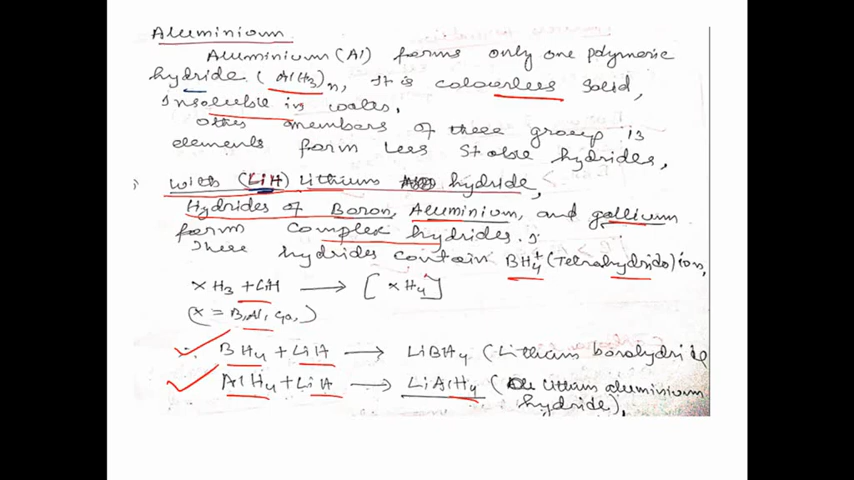 Aluminium
Aluminium (Al) forms only one polymeric
hydride (AlH3)n, It is colourless solid,
Insoluble in water.
Other members of these group is
elements form less stable hydrides,
with (LiH) Lithium hydride,
Hydrides of Boron, Aluminium, and gallium
form Complex hydrides.
These hydrides contain BH4+ (Tetrahydrido) ion,
XH3 + LiH → [XH4]
(X = B, Al, Ga,)
BH4 + LiH → LiBH4 (Lithium borohydride
AlH4 + LiH → LiAlH4 (lithium aluminium
hydride),